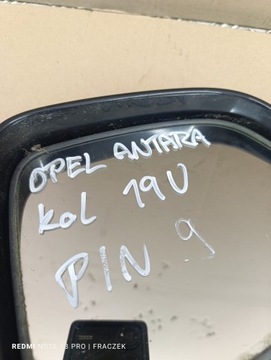 OPEL ANTARA
kol 19U
PIN 9
REDMI NOTE 13 PRO | FRACZEK